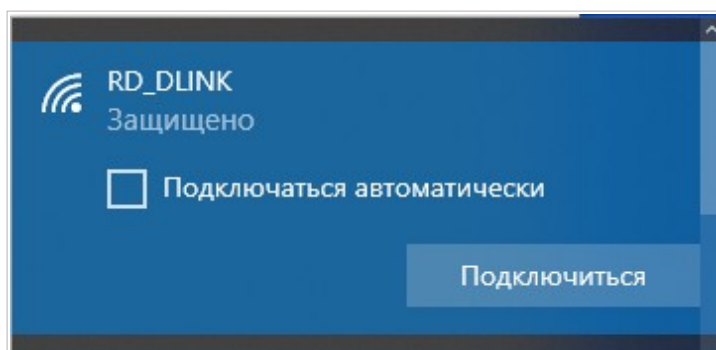 RD_DLINK
Защищено
Подключаться автоматически
Подключиться